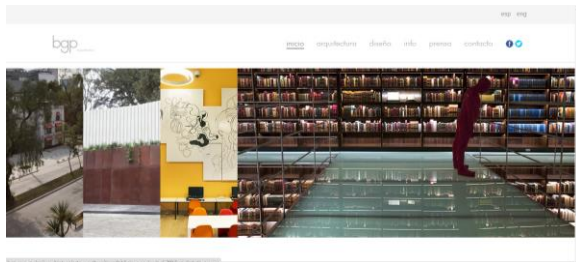 esp eng
bgp
inicio arquitectura diseño info prensa contacto